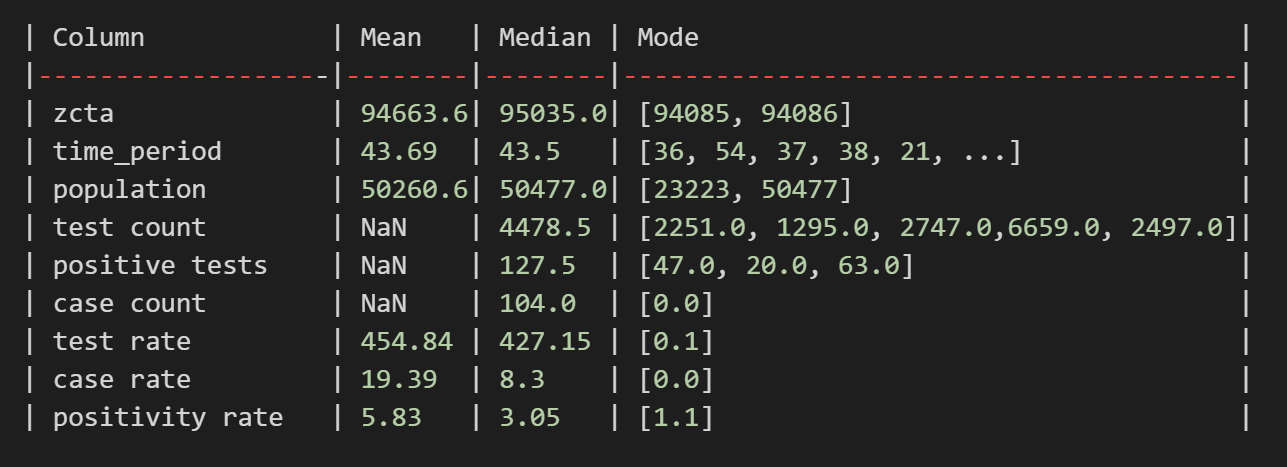 | Column | Mean | Median | Mode |
|-------------------|--------|--------|----------------------------------------|
| zcta | 94663.6| 95035.0| [94085, 94086] |
| time_period | 43.69 | 43.5 | [36, 54, 37, 38, 21, ...] |
| population | 50260.6| 50477.0| [23223, 50477] |
| test count | NaN | 4478.5 | [2251.0, 1295.0, 2747.0,6659.0, 2497.0]|
| positive tests | NaN | 127.5 | [47.0, 20.0, 63.0] |
| case count | NaN | 104.0 | [0.0] |
| test rate | 454.84 | 427.15 | [0.1] |
| case rate | 19.39 | 8.3 | [0.0] |
| positivity rate | 5.83 | 3.05 | [1.1] |